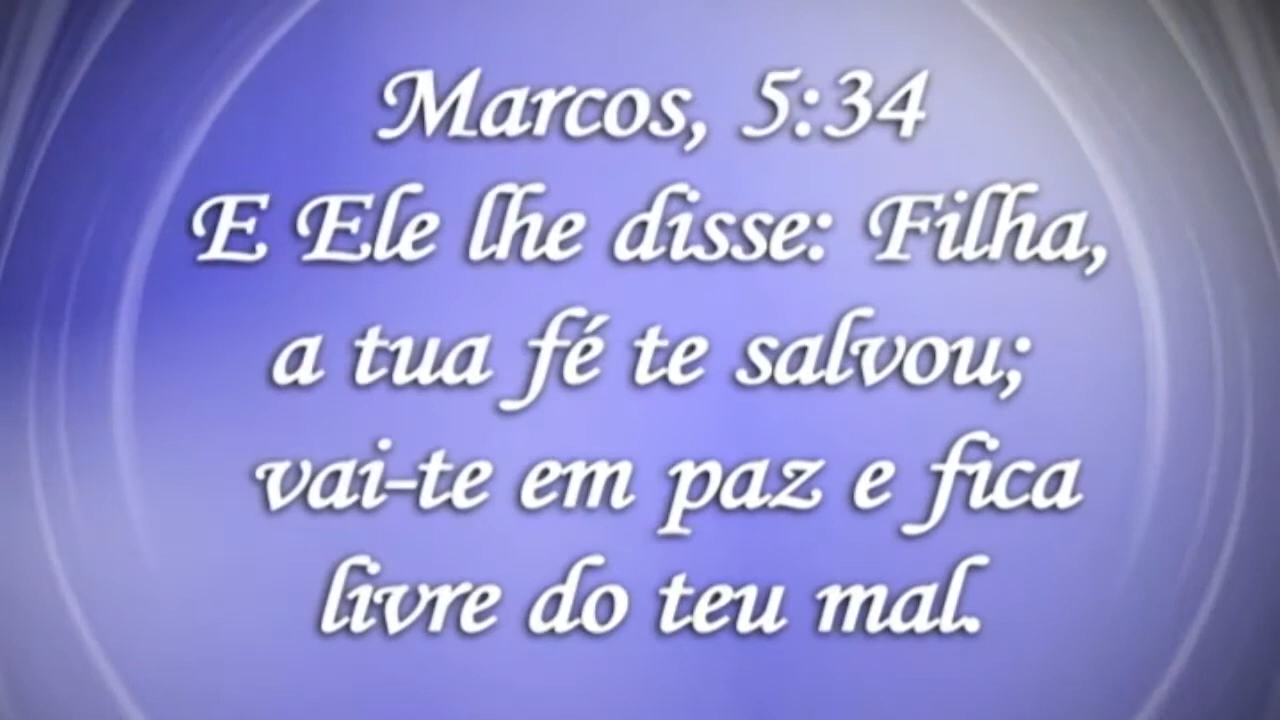 Marcos, 5:34
E Ele lhe disse: Filha,
a tua fé te salvou;
vai-te em paz e fica
livre do teu mal.